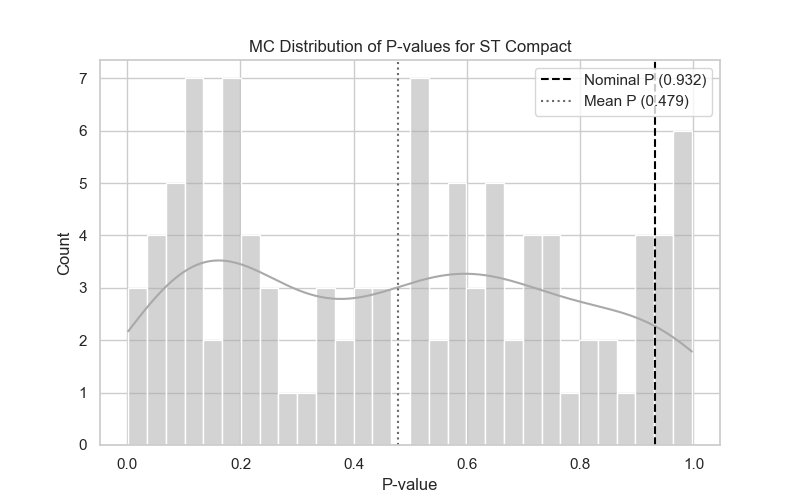 MC Distribution of P-values for ST Compact
Nominal P (0.932)
Mean P (0.479)
Count
7
6
5
4
3
2
1
0
0.0 0.2 0.4 0.6 0.8 1.0
P-value